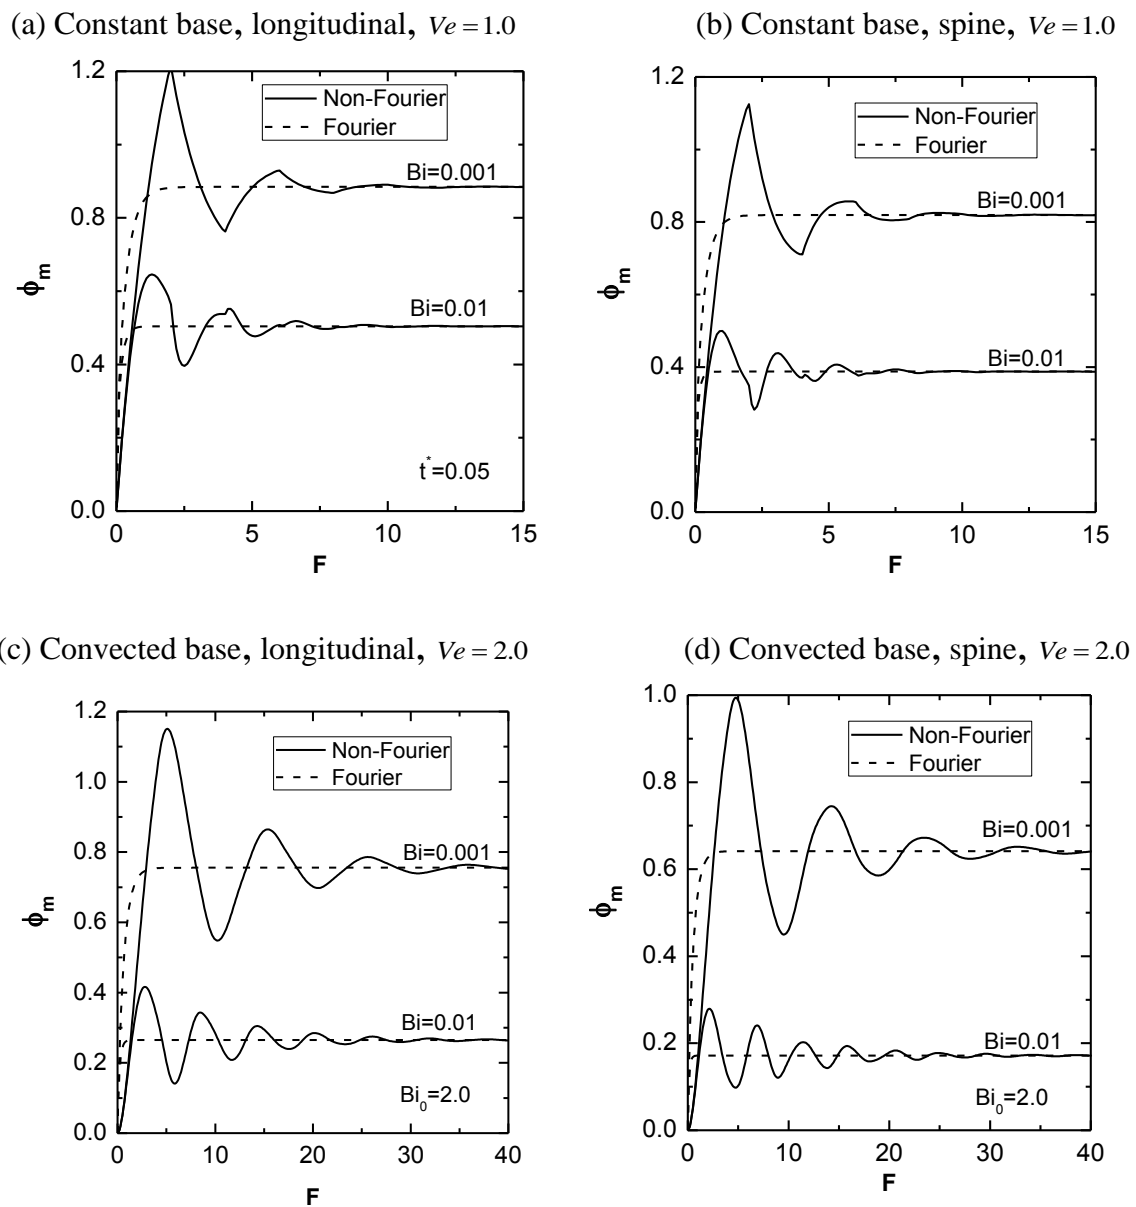 (a) Constant base, longitudinal, Ve = 1.0
1.2
0.8
0.4
0.0
ϕm
Non-Fourier
Fourier
Bi=0.001
Bi=0.01
t*=0.05
0 5 10 15
F
(b) Constant base, spine, Ve = 1.0
1.2
0.8
0.4
0.0
ϕm
Non-Fourier
Fourier
Bi=0.001
Bi=0.01
0 5 10 15
F
(c) Convected base, longitudinal, Ve = 2.0
1.2
1.0
0.8
0.6
0.4
0.2
0.0
ϕm
Non-Fourier
Fourier
Bi=0.001
Bi=0.01
Bi0=2.0
0 10 20 30 40
F
(d) Convected base, spine, Ve = 2.0
1.0
0.8
0.6
0.4
0.2
0.0
ϕm
Non-Fourier
Fourier
Bi=0.001
Bi=0.01
Bi0=2.0
0 10 20 30 40
F